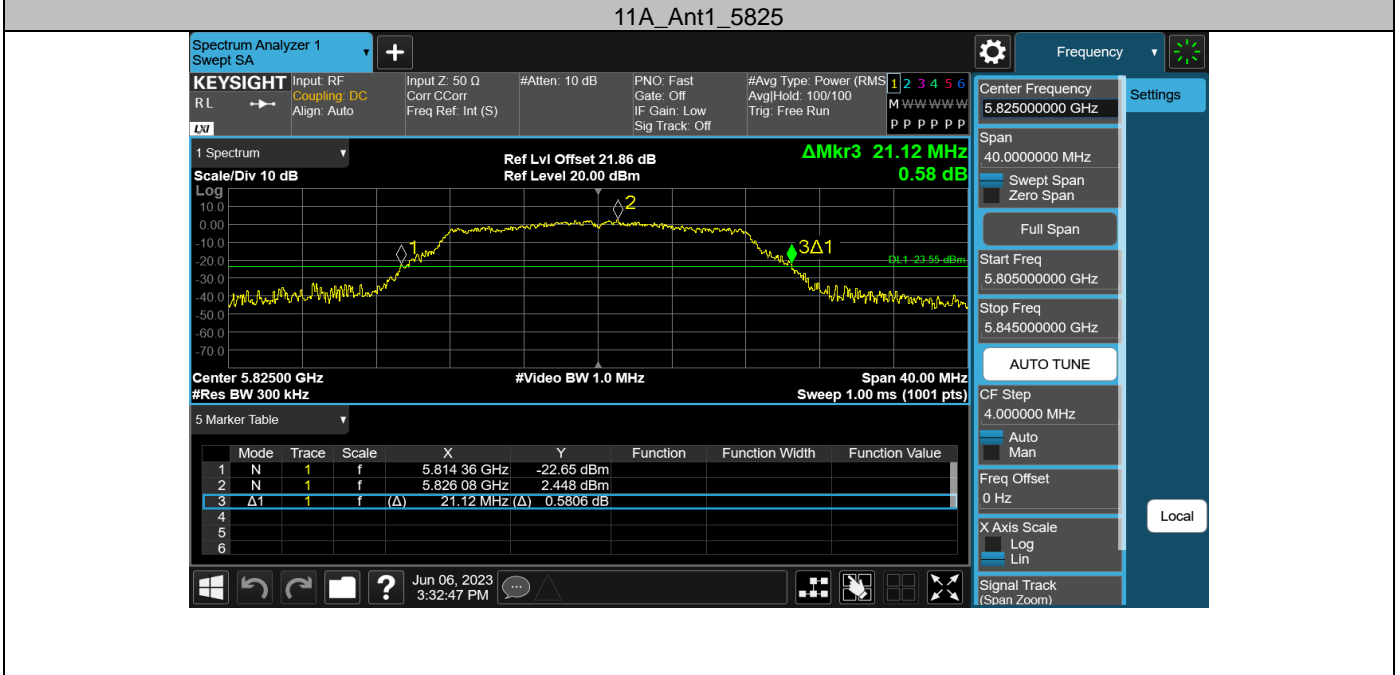 11A_Ant1_5825
Spectrum Analyzer 1
Swept SA
+
Frequency
KEYSIGHT
R L
LXI
Input: RF
Coupling: DC
Align: Auto
Input Z: 50 Ω
Corr CCorr
Freq Ref: Int (S)
#Atten: 10 dB
PNO: Fast
Gate: Off
IF Gain: Low
Sig Track: Off
#Avg Type: Power (RMS
Avg|Hold: 100/100
Trig: Free Run
1 2 3 4 5 6
M W W W W W
P P P P P P
1 Spectrum
Scale/Div 10 dB
Ref Lvl Offset 21.86 dB
Ref Level 20.00 dBm
ΔMkr3 21.12 MHz
0.58 dB
Log
10.0
0.00
-10.0
-20.0
-30.0
-40.0
-50.0
-60.0
-70.0
1
2
3Δ1
DL1 -23.55 dBm
Center 5.82500 GHz
#Video BW 1.0 MHz
Span 40.00 MHz
#Res BW 300 kHz
Sweep 1.00 ms (1001 pts)
5 Marker Table
Mode Trace Scale X Y Function Function Width Function Value
1 N 1 f 5.814 36 GHz -22.65 dBm
2 N 1 f 5.826 08 GHz 2.448 dBm
3 Δ1 1 f (Δ) 21.12 MHz (Δ) 0.5806 dB
4
5
6
?
Jun 06, 2023
3:32:47 PM
Center Frequency
5.825000000 GHz
Settings
Span
40.0000000 MHz
Swept Span
Zero Span
Full Span
Start Freq
5.805000000 GHz
Stop Freq
5.845000000 GHz
AUTO TUNE
CF Step
4.000000 MHz
Auto
Man
Freq Offset
0 Hz
X Axis Scale
Log
Lin
Local
Signal Track
(Span Zoom)